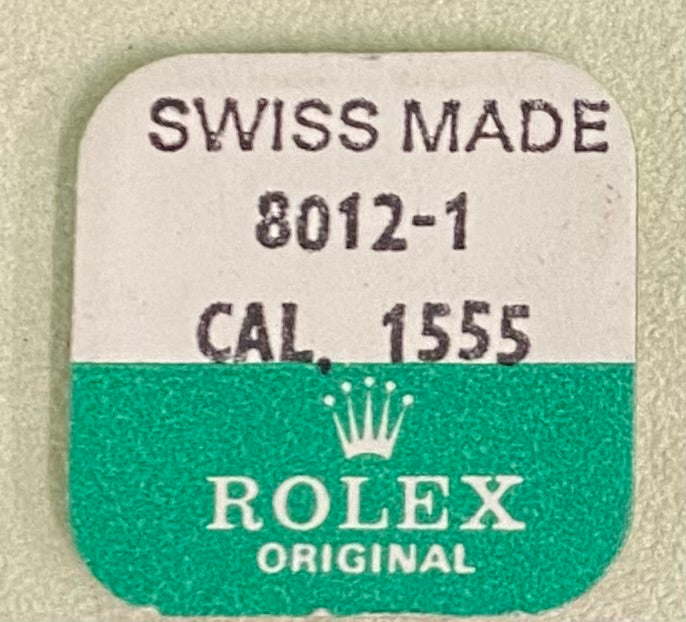 SWISS MADE
8012-1
CAL. 1555
ROLEX
ORIGINAL